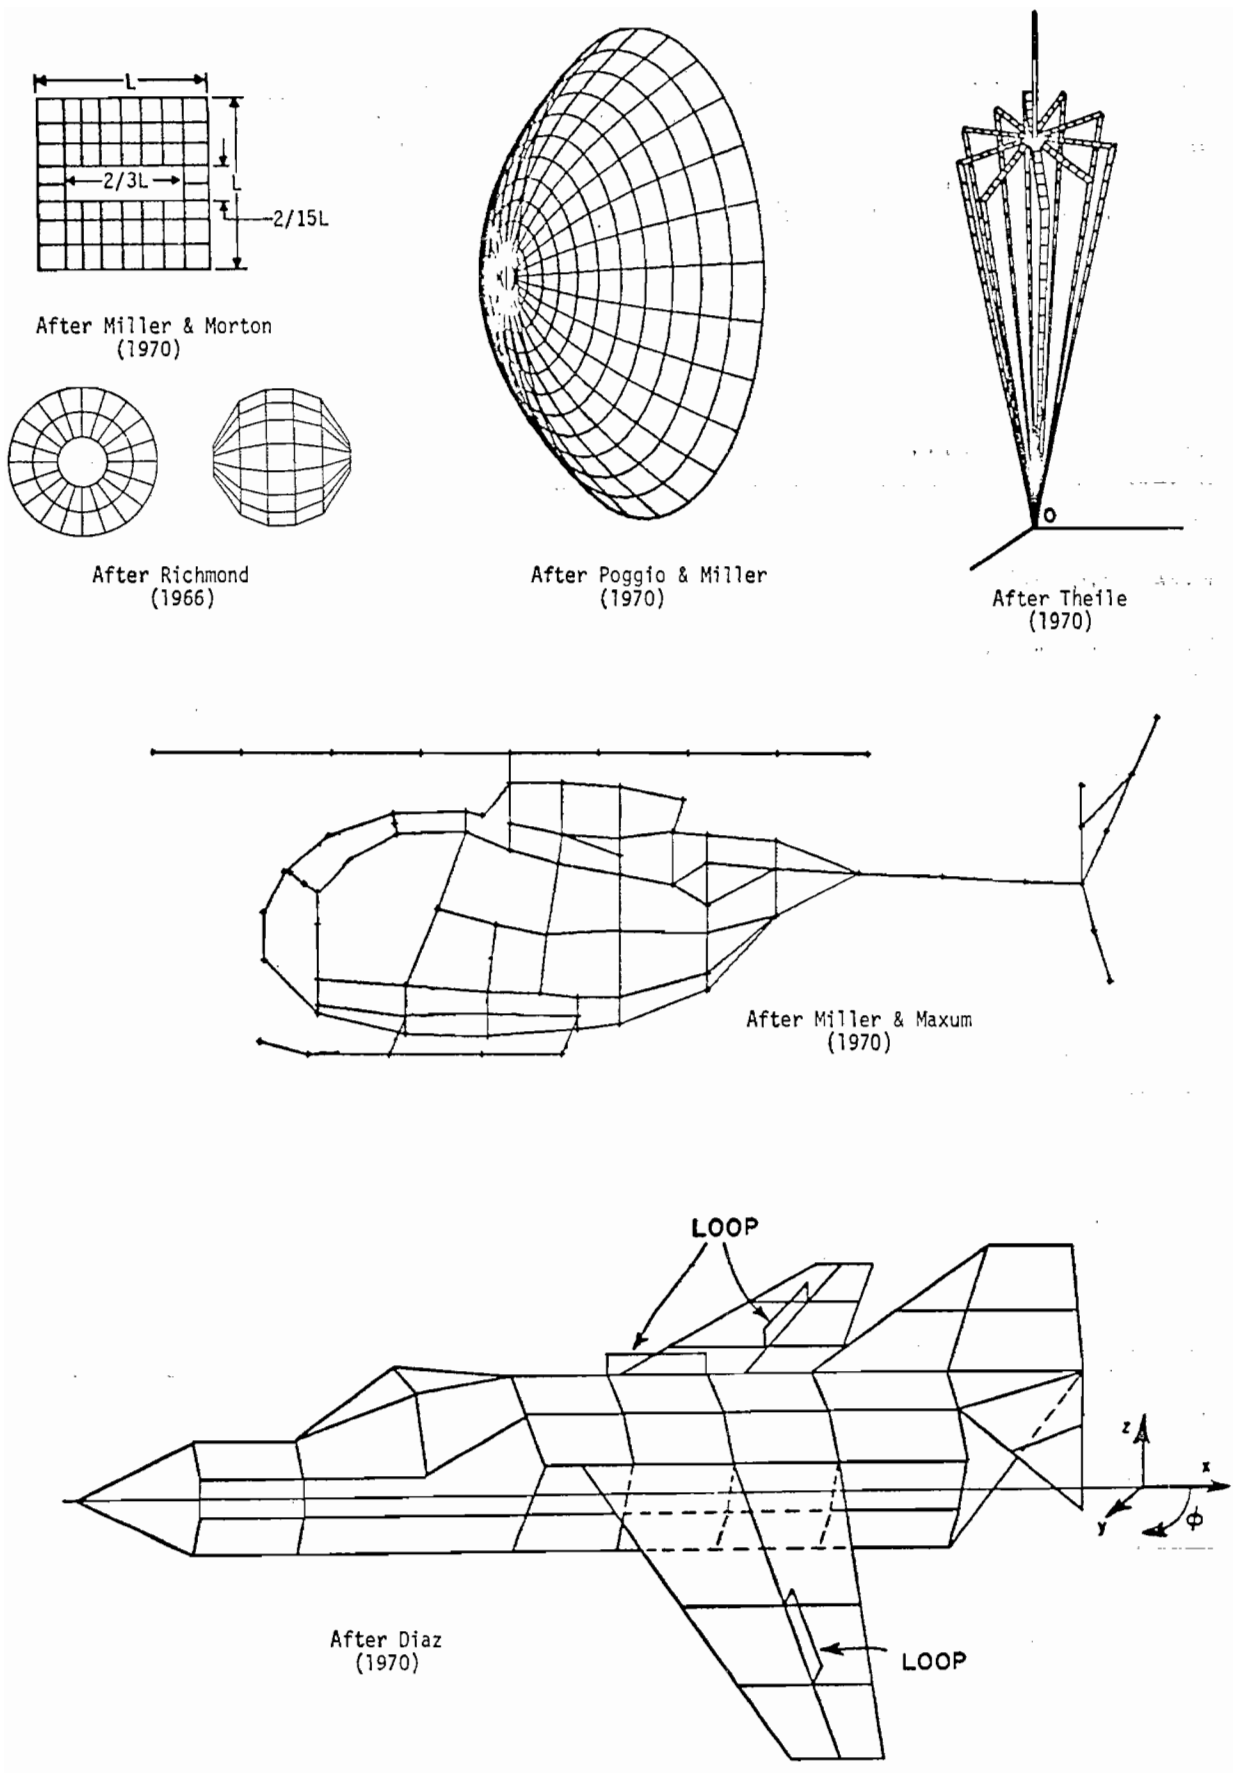 L
2/3L
L
2/15L
After Miller & Morton
(1970)
After Richmond
(1966)
After Poggio & Miller
(1970)
O
After Theile
(1970)
After Miller & Maxum
(1970)
LOOP
z
x
y
ϕ
After Diaz
(1970)
LOOP